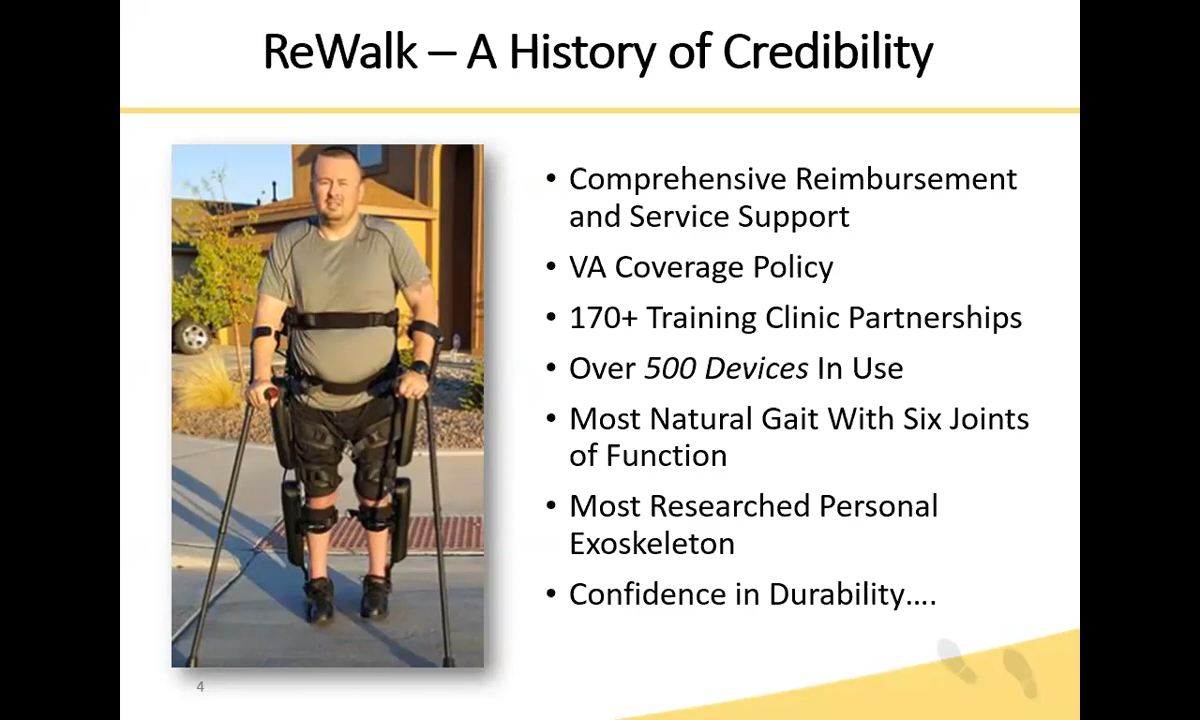 ReWalk – A History of Credibility
• Comprehensive Reimbursement
and Service Support
• VA Coverage Policy
• 170+ Training Clinic Partnerships
• Over 500 Devices In Use
• Most Natural Gait With Six Joints
of Function
• Most Researched Personal
Exoskeleton
• Confidence in Durability....
4